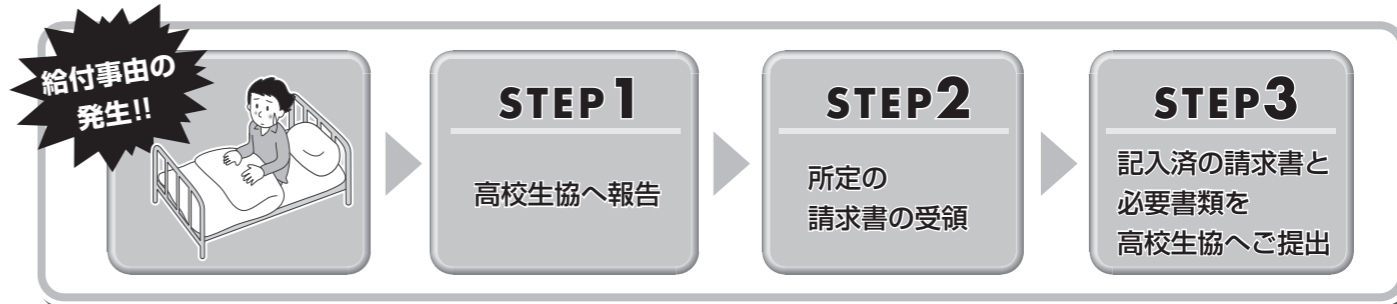 給付事由の
発生!!
STEP1
高校生協へ報告
STEP2
所定の
請求書の受領
STEP3
記入済の請求書と
必要書類を
高校生協へご提出